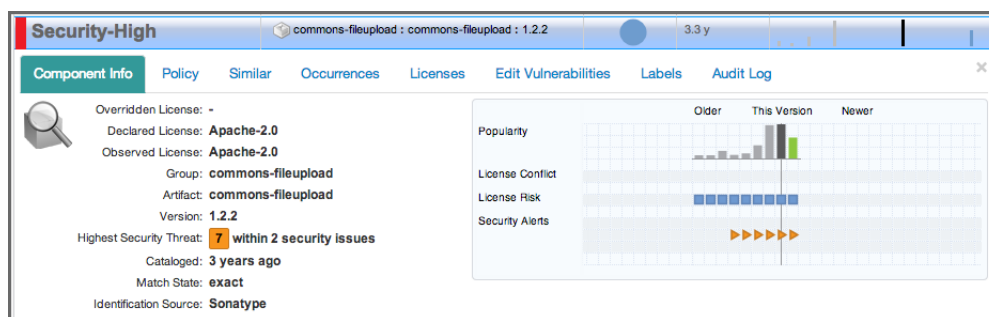 Security-High commons-fileupload : commons-fileupload : 1.2.2 3.3 y
Component Info Policy Similar Occurrences Licenses Edit Vulnerabilities Labels Audit Log ×
Overridden License: -
Declared License: Apache-2.0
Observed License: Apache-2.0
Group: commons-fileupload
Artifact: commons-fileupload
Version: 1.2.2
Highest Security Threat: 7 within 2 security issues
Cataloged: 3 years ago
Match State: exact
Identification Source: Sonatype
Older This Version Newer
Popularity
License Conflict
License Risk
Security Alerts